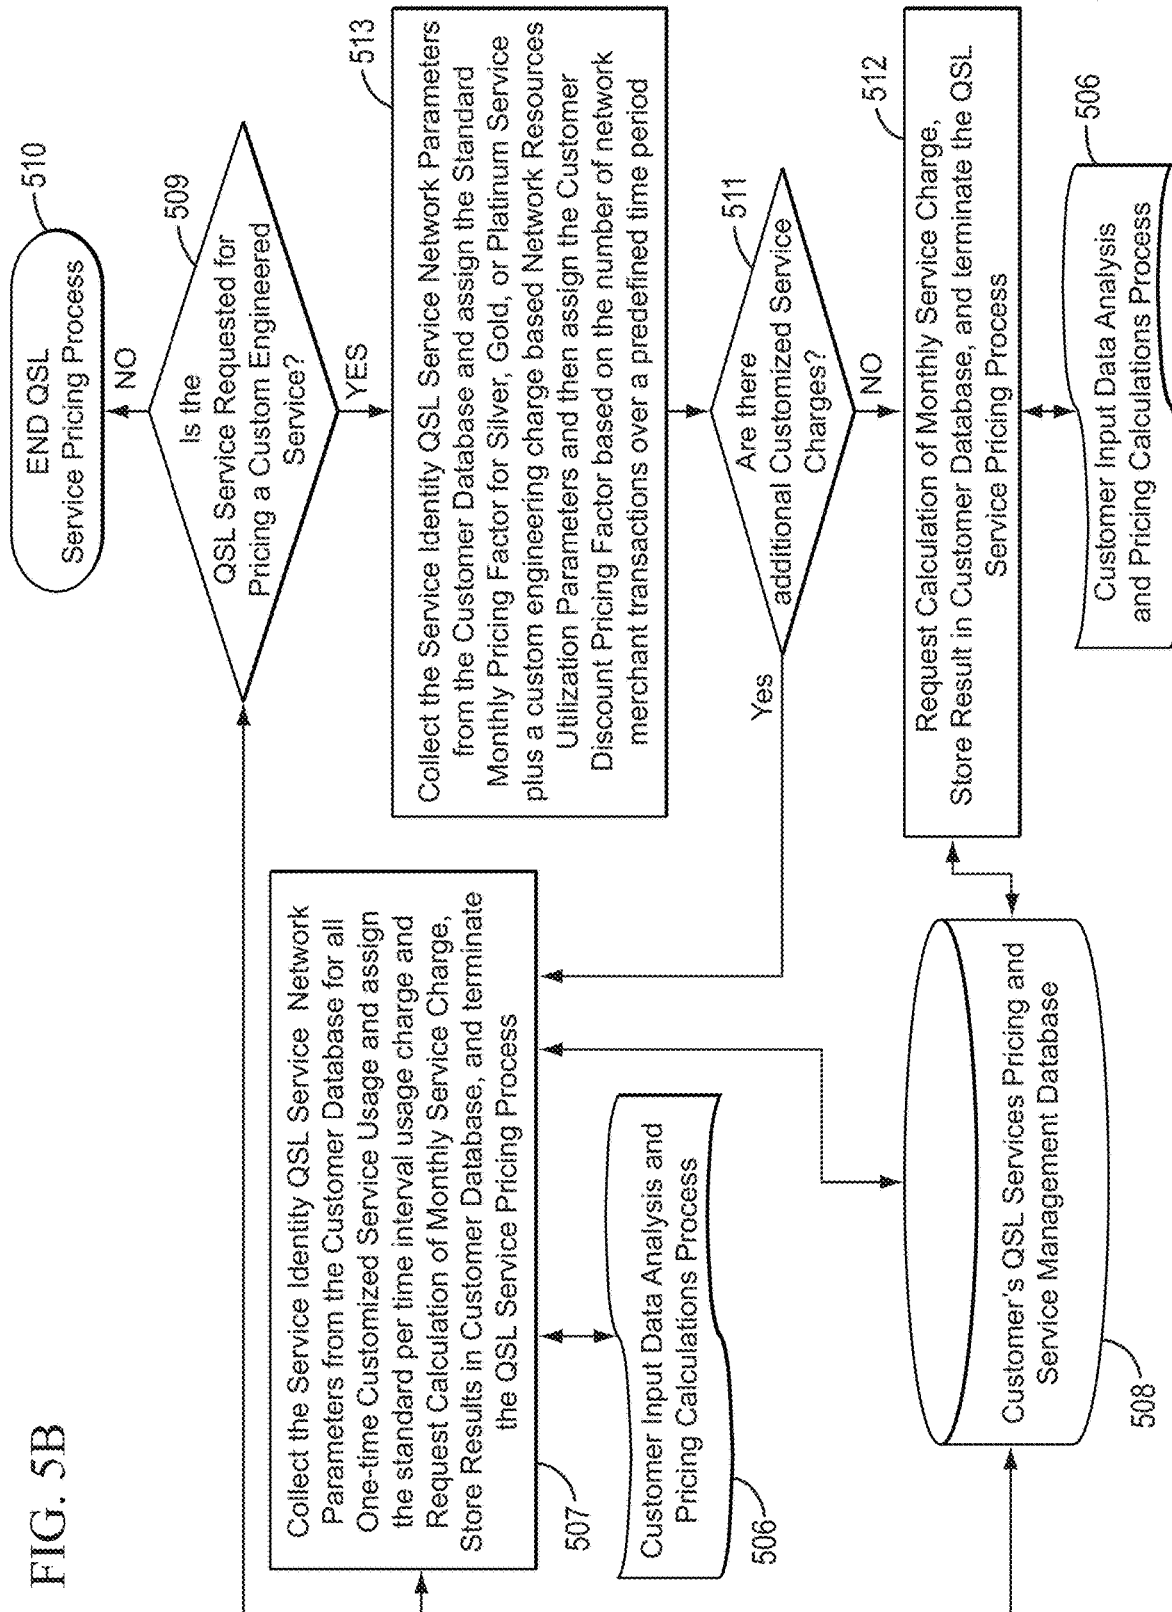 FIG. 5B
END QSL
Service Pricing Process
510
NO
509
Is the
QSL Service Requested for
Pricing a Custom Engineered
Service?
YES
513
Collect the Service Identity QSL Service Network Parameters
from the Customer Database and assign the Standard
Monthly Pricing Factor for Silver, Gold, or Platinum Service
plus a custom engineering charge based Network Resources
Utilization Parameters and then assign the Customer
Discount Pricing Factor based on the number of network
merchant transactions over a predefined time period
511
Are there
additional Customized Service
Charges?
Yes
NO
Collect the Service Identity QSL Service Network
Parameters from the Customer Database for all
One-time Customized Service Usage and assign
the standard per time interval usage charge and
Request Calculation of Monthly Service Charge,
Store Results in Customer Database, and terminate
the QSL Service Pricing Process
507
Customer Input Data Analysis and
Pricing Calculations Process
506
512
Request Calculation of Monthly Service Charge,
Store Result in Customer Database, and terminate the QSL
Service Pricing Process
506
Customer Input Data Analysis
and Pricing Calculations Process
Customer's QSL Services Pricing and
Service Management Database
508